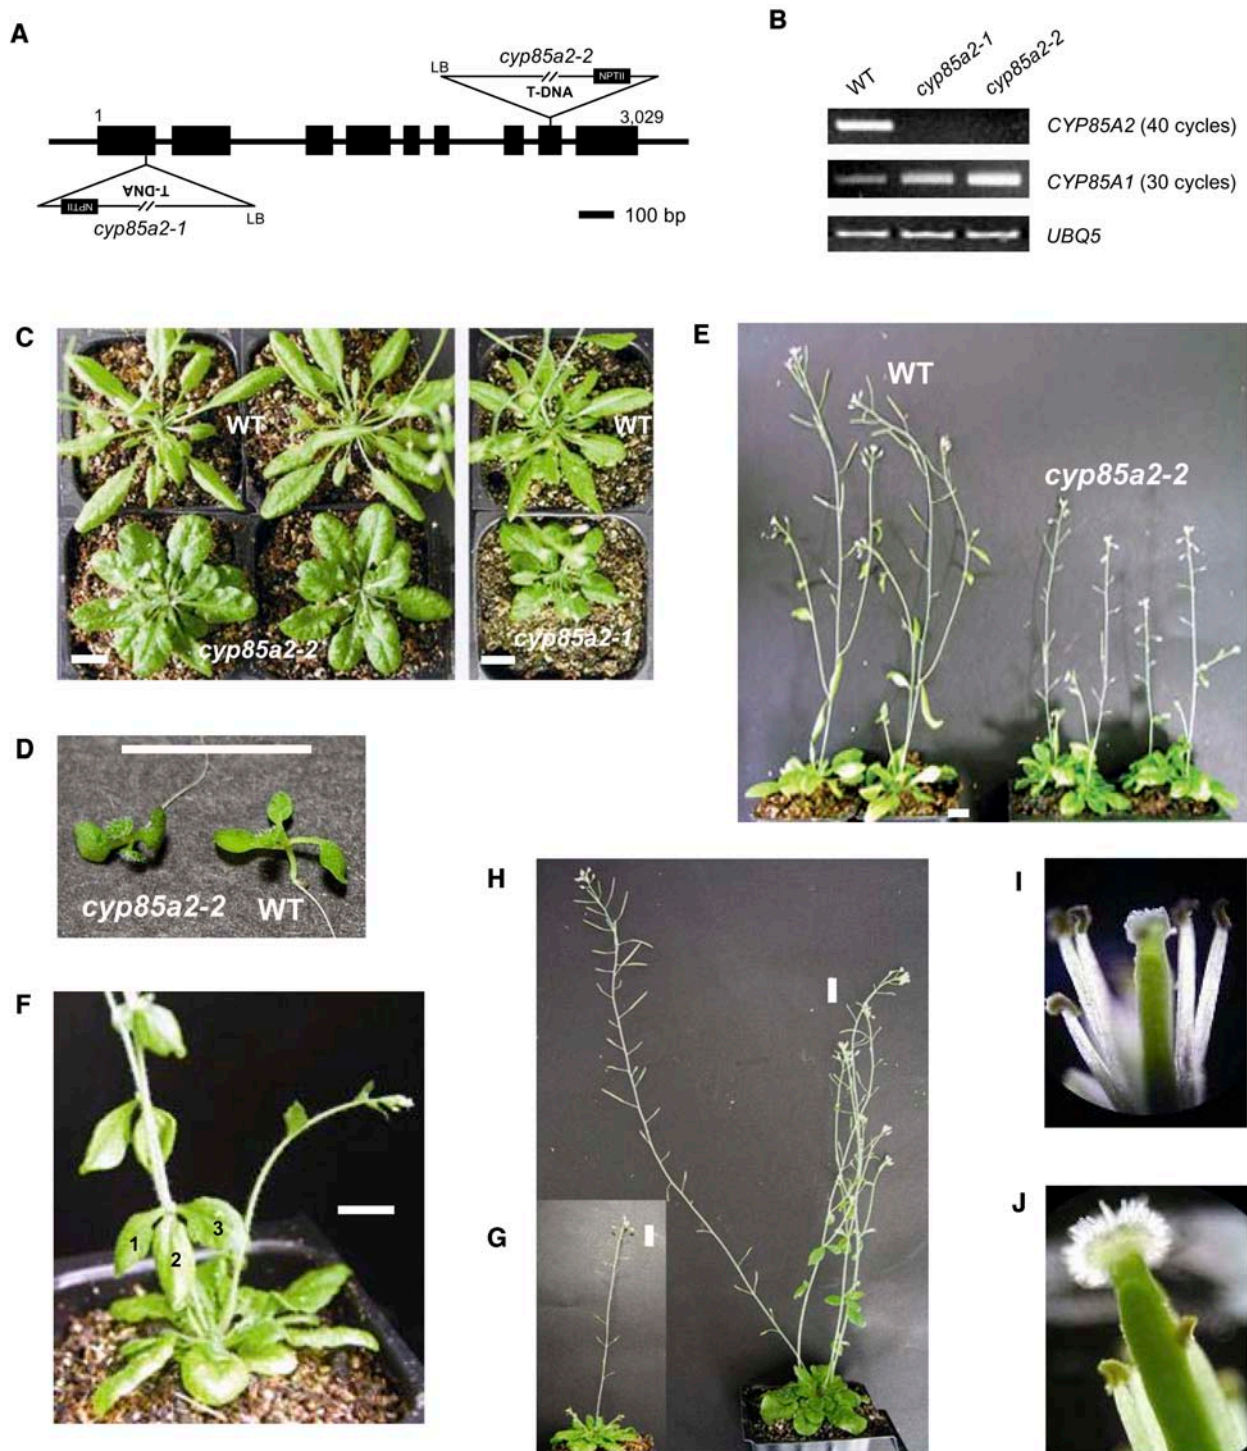 A
cyp85a2-2
LB
NPTII
T-DNA
1
3,029
T-DNA
NPTII
LB
cyp85a2-1
100 bp
B
WT
cyp85a2-1
cyp85a2-2
CYP85A2 (40 cycles)
CYP85A1 (30 cycles)
UBQ5
C
WT
WT
cyp85a2-2
cyp85a2-1
D
cyp85a2-2
WT
E
WT
cyp85a2-2
F
1
2
3
G
H
I
J